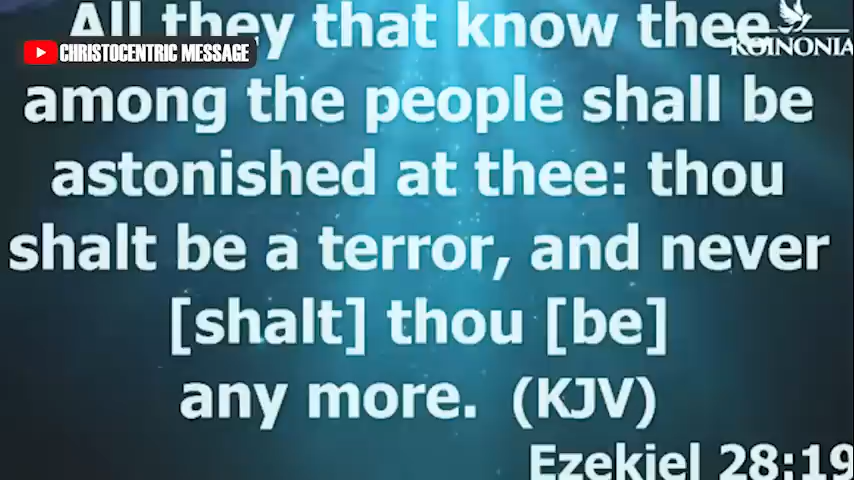 All they that know thee
KOINONIA
CHRISTOCENTRIC MESSAGE
among the people shall be
astonished at thee: thou
shalt be a terror, and never
[shalt] thou [be]
any more. (KJV)
Ezekiel 28:19